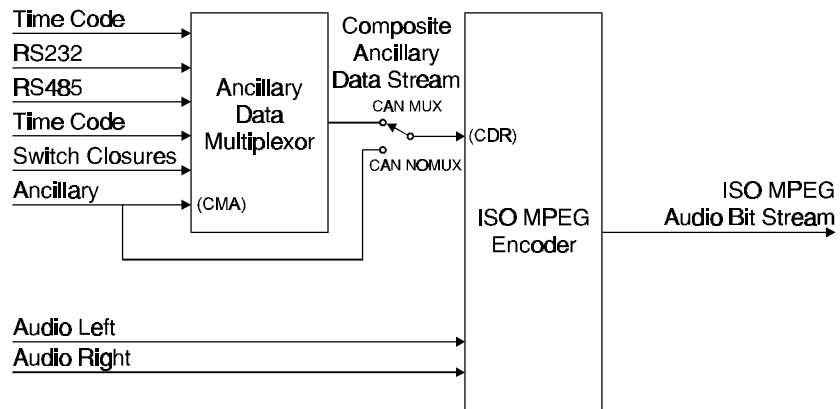 Time Code
RS232
RS485
Time Code
Switch Closures
Ancillary
(CMA)
Ancillary
Data
Multiplexor
Composite
Ancillary
Data Stream
CAN MUX
CAN NOMUX
(CDR)
ISO MPEG
Encoder
ISO MPEG
Audio Bit Stream
Audio Left
Audio Right